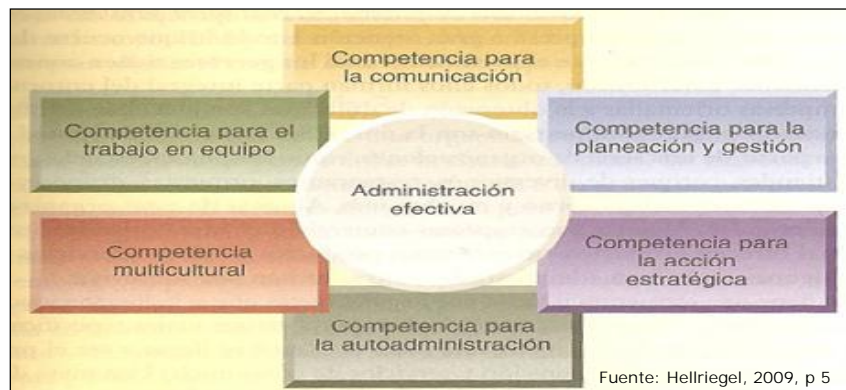 Competencia para
la comunicación
Competencia para el
trabajo en equipo
Competencia para la
planeación y gestión
Administración
efectiva
Competencia
multicultural
Competencia para
la acción
estratégica
Competencia para
la autoadministración
Fuente: Hellriegel, 2009, p 5